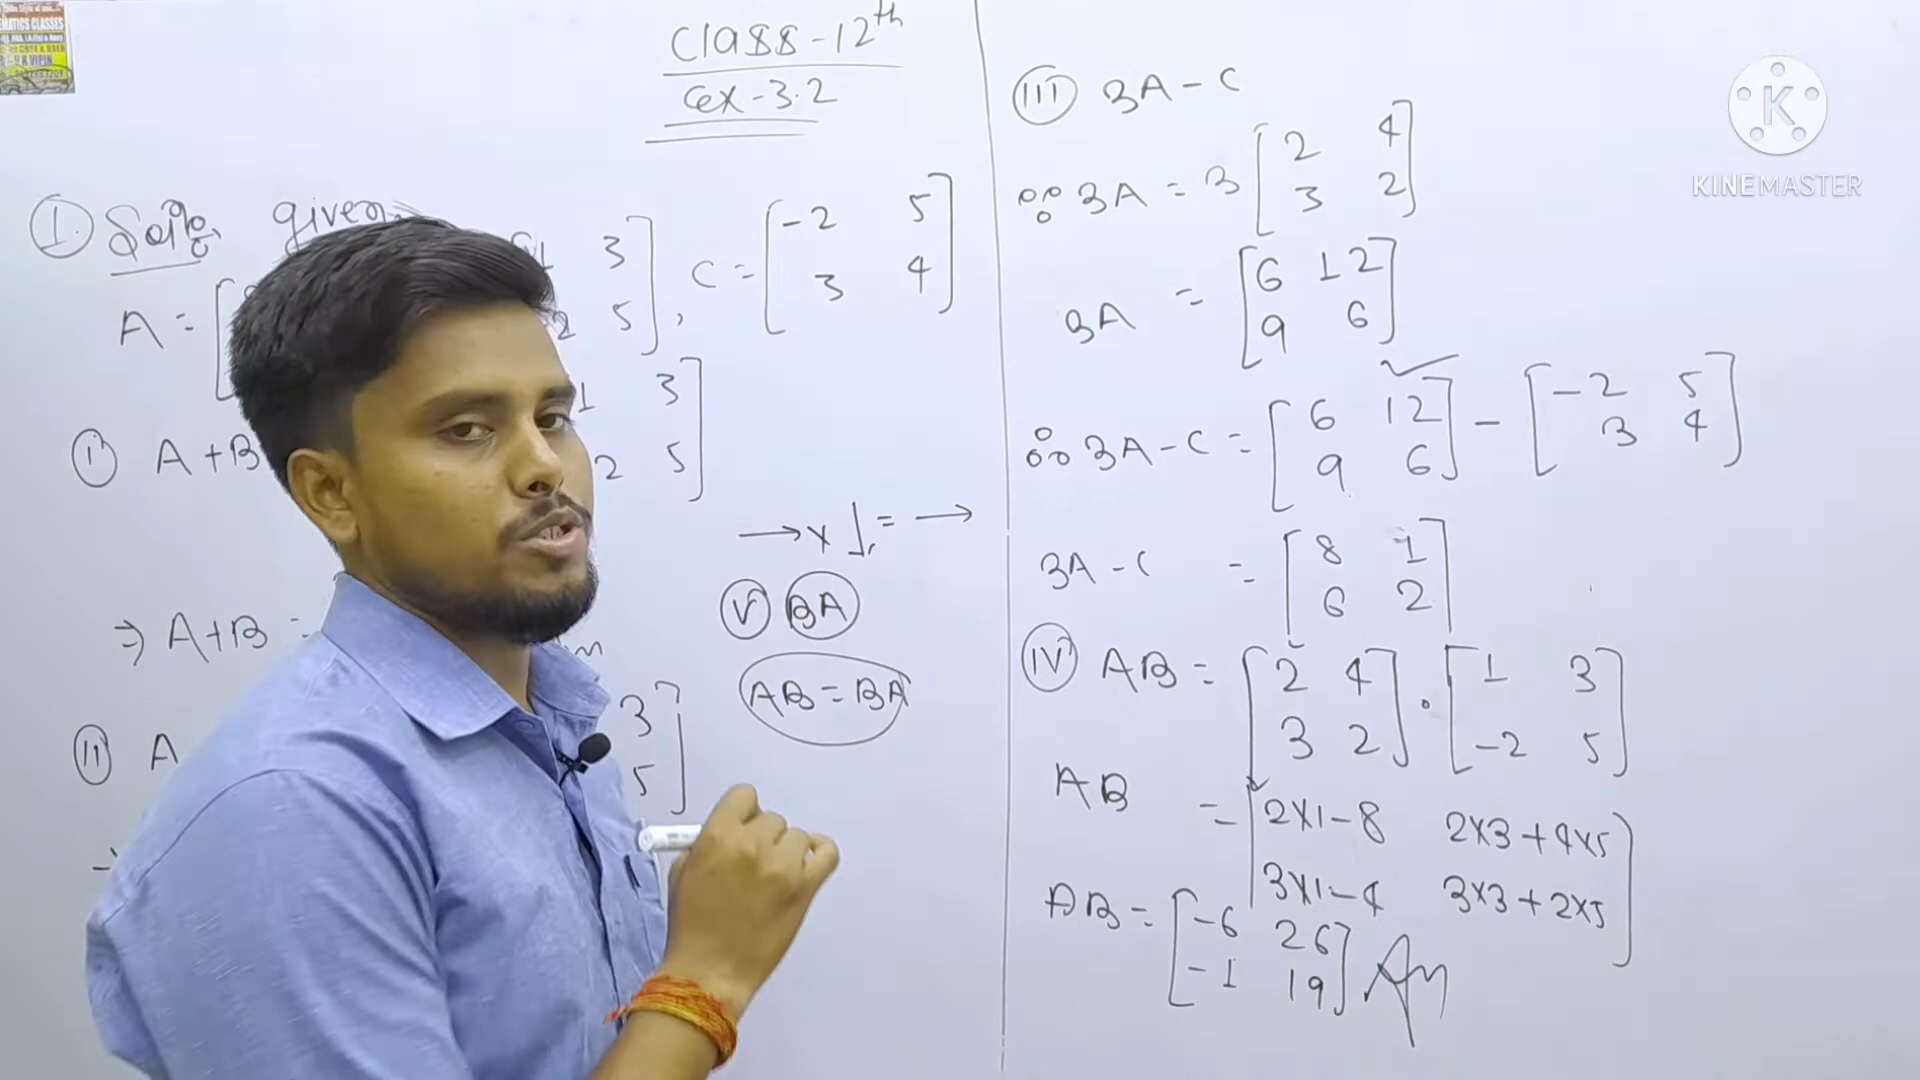 MATICS CLASSES
Class-12th
Ex-3.2
I. Soln: given
A = [ 1 3 ] , C = [ -2 5 ]
2 5 3 4
(i) A+B 1 3
2 5
⇒ A+B =
(ii) A 3
5
→ × ↓ = →
(V) BA
AB = BA
(III) 3A - C
∵ 3A = 3 [ 2 4 ]
3 2
3A = [ 6 12 ]
9 6
∴ 3A - C = [ 6 12 ] - [ -2 5 ]
9 6 3 4
3A - C = [ 8 7 ]
6 2
(IV) AB = [ 2 4 ] . [ 1 3 ]
3 2 -2 5
AB = [ 2×1-8 2×3+4×5 ]
3×1-4 3×3+2×5
AB = [ -6 26 ] Ans
-1 19
K
KINEMASTER